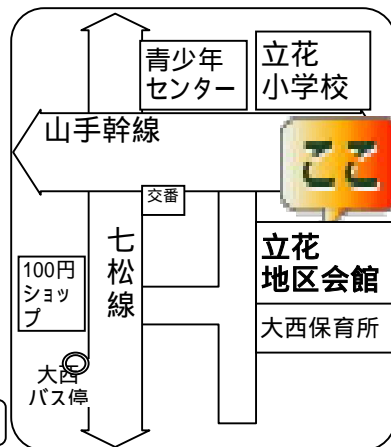 青少年
センター
立花
小学校
山手幹線
ここ
交番
七松線
立花
地区会館
100円
ショッ
プ
大西保育所
大西
バス停